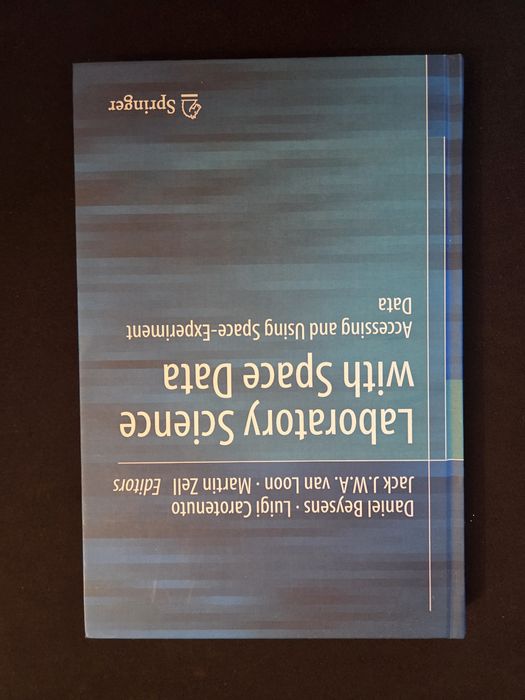 Daniel Beysens · Luigi Carotenuto
Jack J.W.A. van Loon · Martin Zell Editors
Laboratory Science
with Space Data
Accessing and Using Space-Experiment
Data
Springer